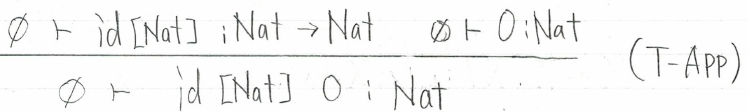 ∅ ⊢ id [Nat] : Nat → Nat ∅ ⊢ 0 : Nat
(T-APP)
∅ ⊢ id [Nat] 0 : Nat